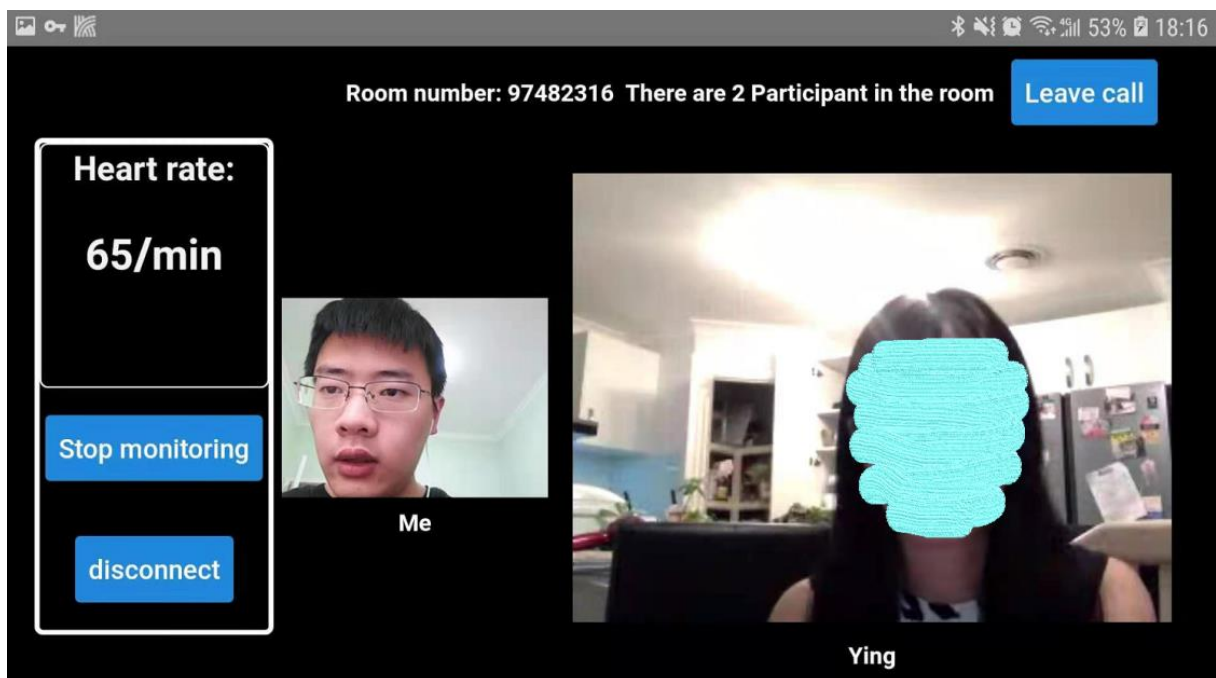 4G 53% 18:16
Room number: 97482316 There are 2 Participant in the room
Leave call
Heart rate:
65/min
Stop monitoring
disconnect
Me
Ying